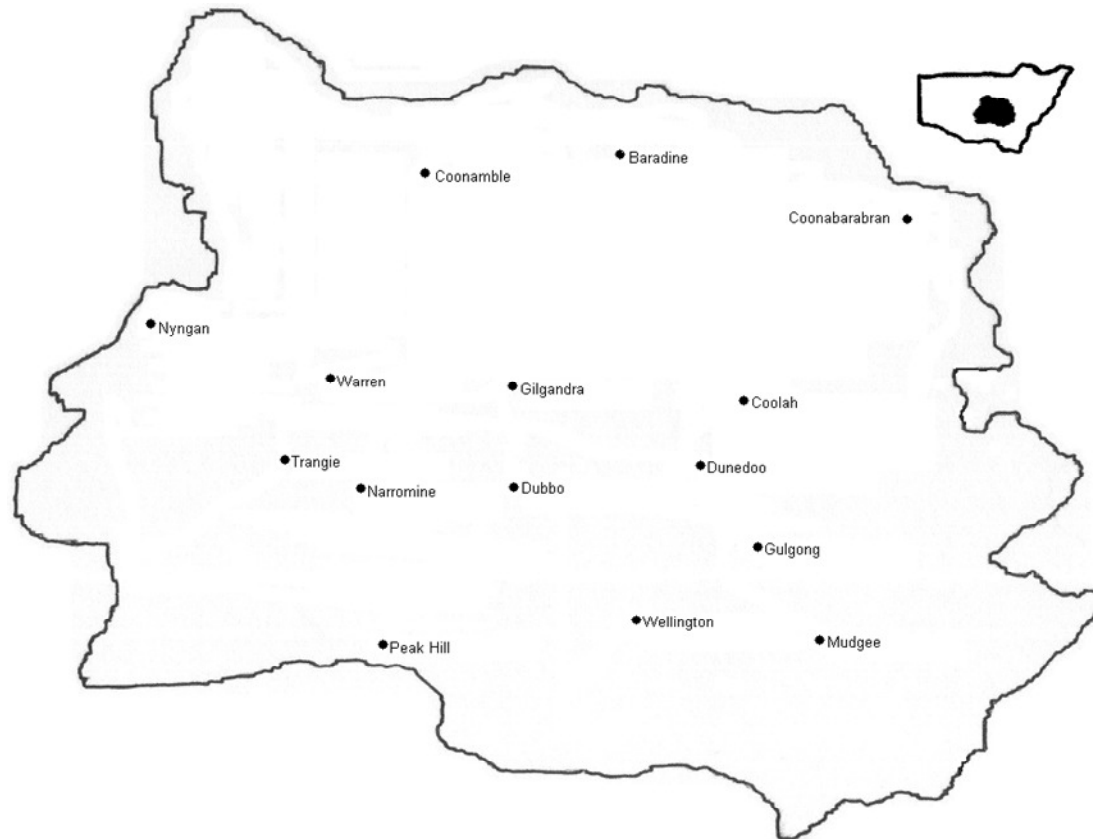 Baradine
Coonamble
Coonabarabran
Nyngan
Warren
Gilgandra
Coolah
Trangie
Dunedoo
Narromine
Dubbo
Gulgong
Wellington
Mudgee
Peak Hill